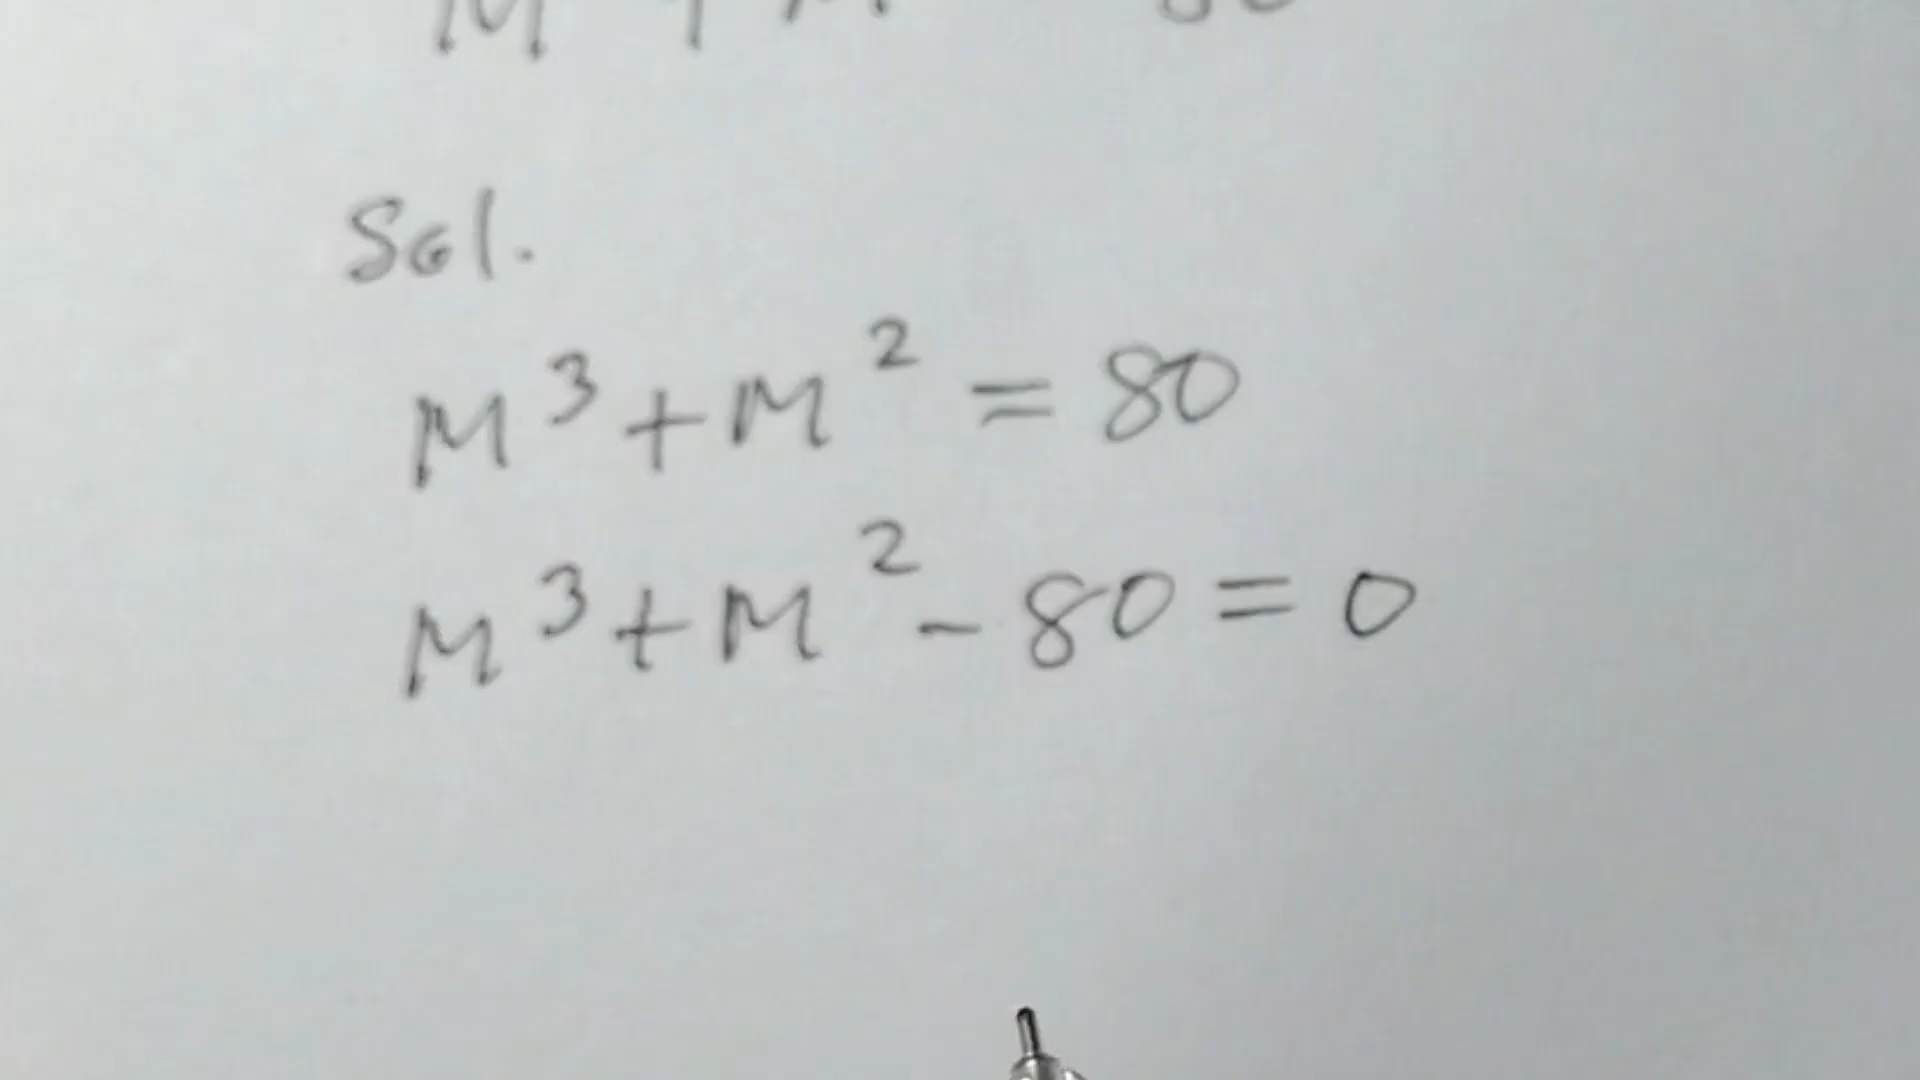 Sol.
M³ + M² = 80
M³ + M² - 80 = 0